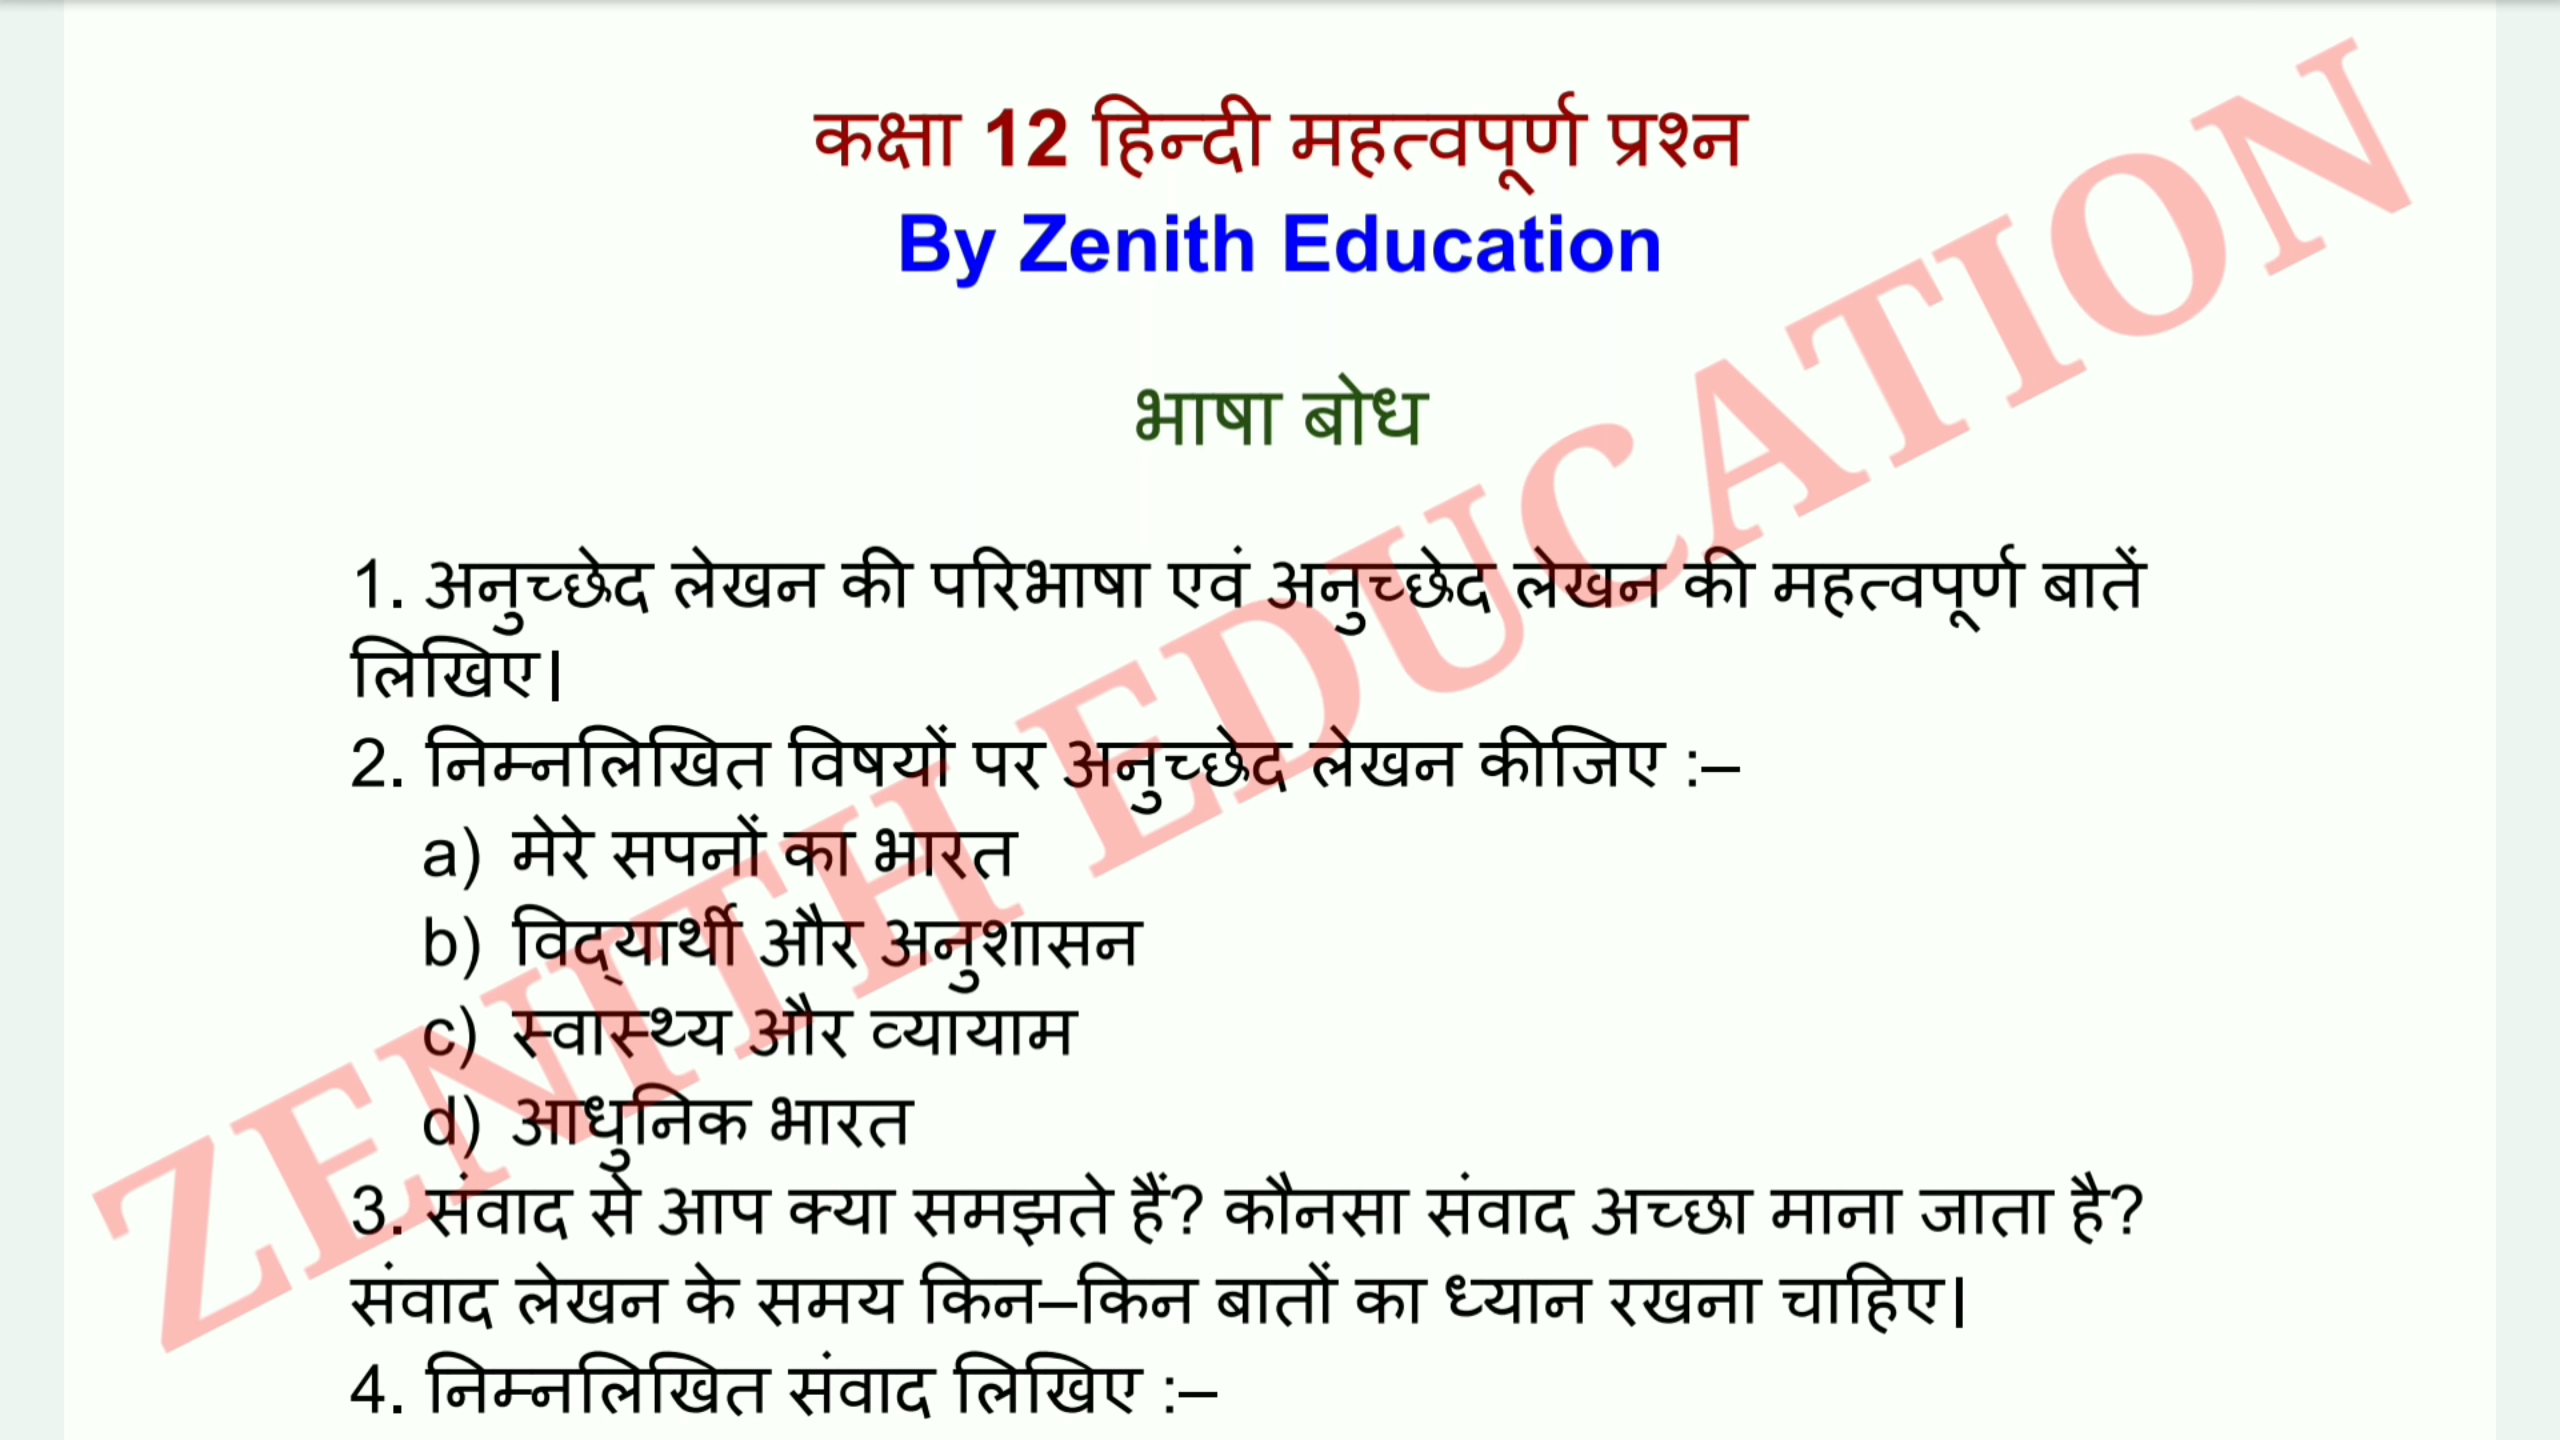 कक्षा 12 हिन्दी महत्वपूर्ण प्रश्न
By Zenith Education
भाषा बोध
1. अनुच्छेद लेखन की परिभाषा एवं अनुच्छेद लेखन की महत्वपूर्ण बातें
लिखिए।
2. निम्नलिखित विषयों पर अनुच्छेद लेखन कीजिए :–
a) मेरे सपनों का भारत
b) विद्‌यार्थी और अनुशासन
c) स्वास्थ्य और व्यायाम
d) आधुनिक भारत
3. संवाद से आप क्या समझते हैं? कौनसा संवाद अच्छा माना जाता है?
संवाद लेखन के समय किन–किन बातों का ध्यान रखना चाहिए।
4. निम्नलिखित संवाद लिखिए :–
ZENITH EDUCATION